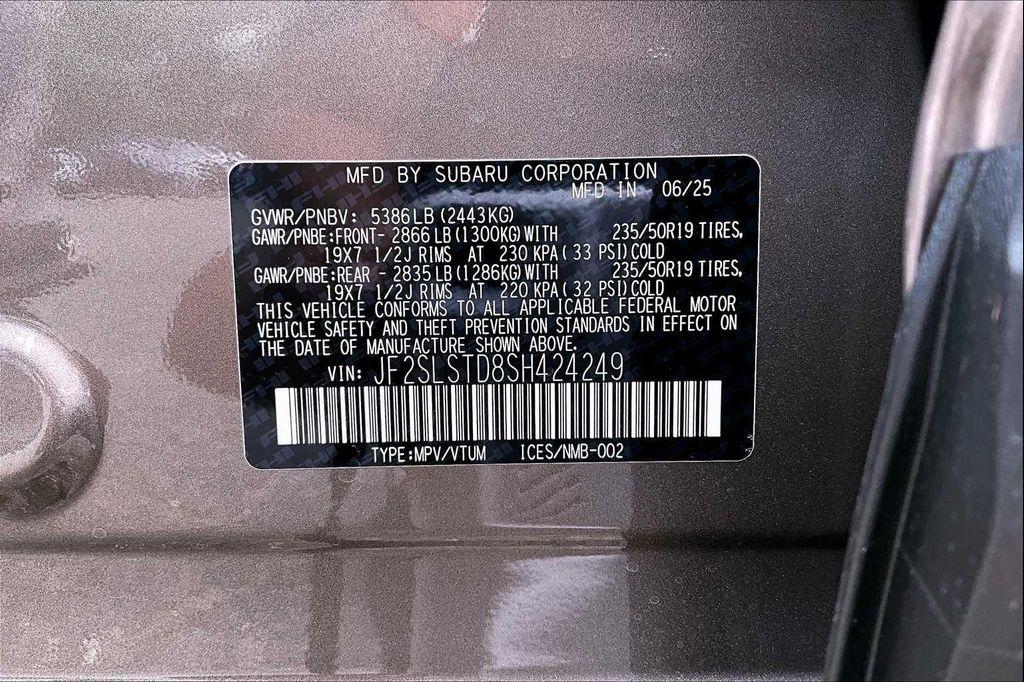 MFD BY SUBARU CORPORATION
MFD IN 06/25
GVWR/PNBV: 5386LB(2443KG)
GAWR/PNBE:FRONT- 2866LB(1300KG)WITH 235/50R19 TIRES,
19X7 1/2J RIMS AT 230 KPA( 33 PSI)COLD
GAWR/PNBE:REAR - 2835LB(1286KG)WITH 235/50R19 TIRES,
19X7 1/2J RIMS AT 220 KPA( 32 PSI)COLD
THIS VEHICLE CONFORMS TO ALL APPLICABLE FEDERAL MOTOR
VEHICLE SAFETY AND THEFT PREVENTION STANDARDS IN EFFECT ON
THE DATE OF MANUFACTURE SHOWN ABOVE.
VIN: JF2SLSTD8SH424249
TYPE:MPV/VTUM ICES/NMB-002